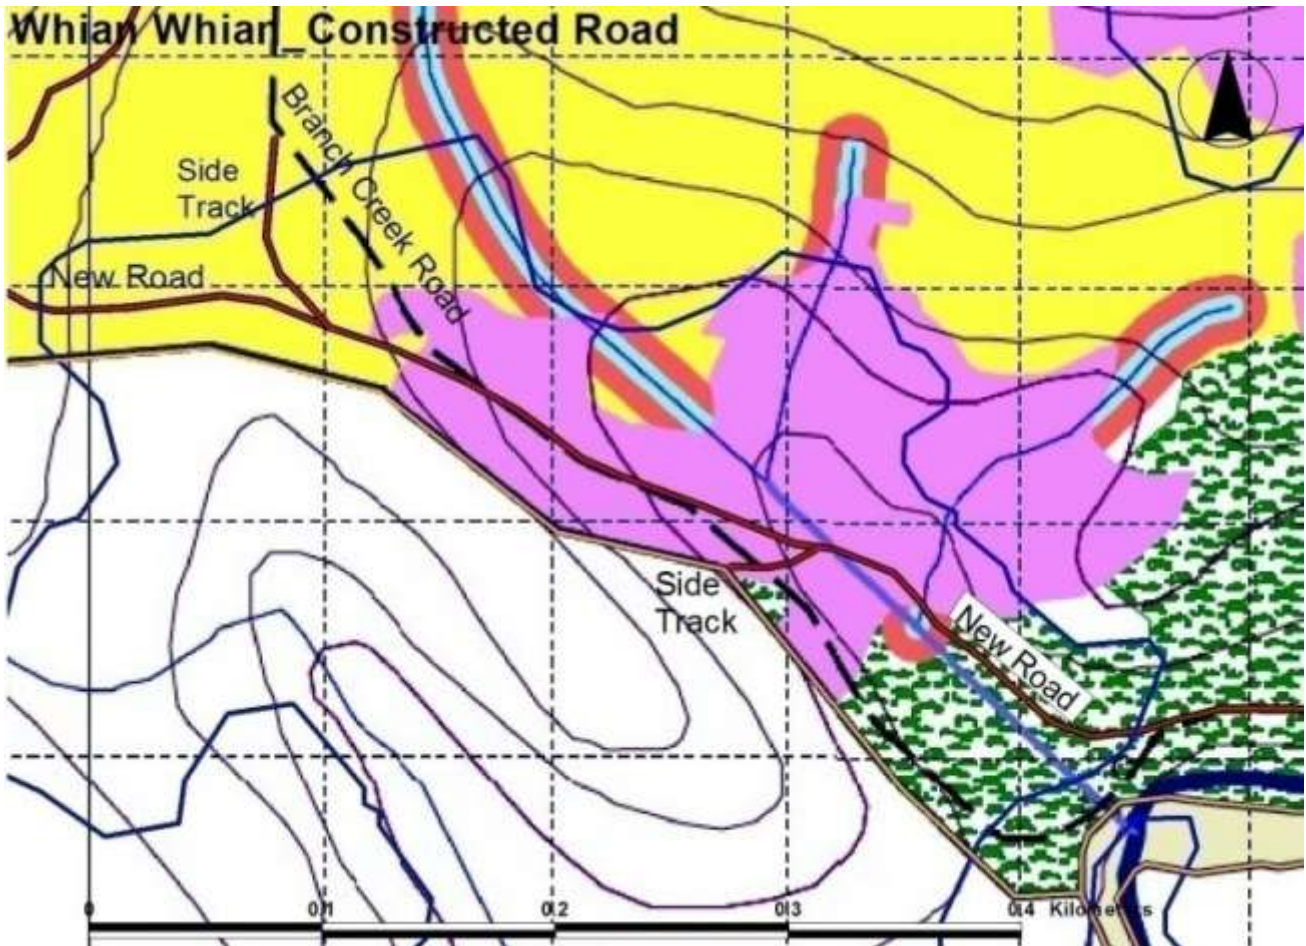 Whian Whian_Constructed Road
Branch Creek Road
Side
Track
New Road
Side
Track
New Road
0 0.1 0.2 0.3 0.4 Kilometers